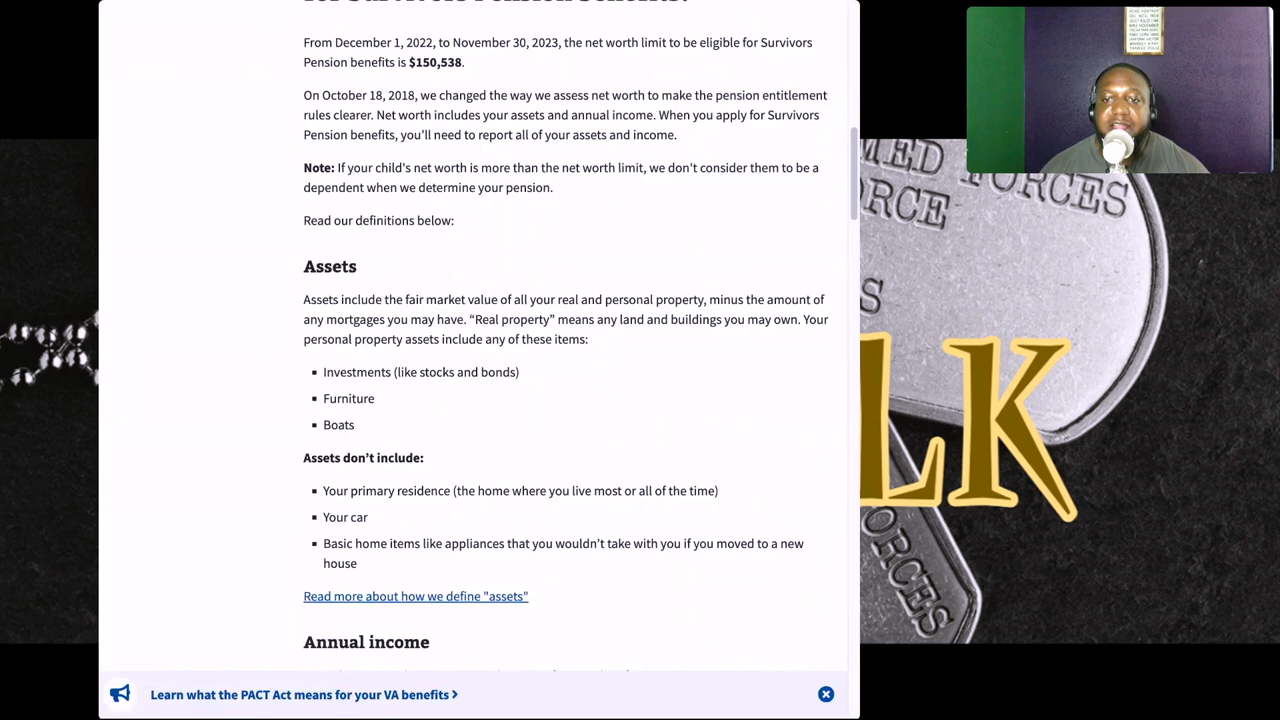 for Survivors Pension benefits?
From December 1, 2022, to November 30, 2023, the net worth limit to be eligible for Survivors
Pension benefits is $150,538.
On October 18, 2018, we changed the way we assess net worth to make the pension entitlement
rules clearer. Net worth includes your assets and annual income. When you apply for Survivors
Pension benefits, you’ll need to report all of your assets and income.
Note: If your child's net worth is more than the net worth limit, we don't consider them to be a
dependent when we determine your pension.
Read our definitions below:
Assets
Assets include the fair market value of all your real and personal property, minus the amount of
any mortgages you may have. “Real property” means any land and buildings you may own. Your
personal property assets include any of these items:
Investments (like stocks and bonds)
Furniture
Boats
Assets don’t include:
Your primary residence (the home where you live most or all of the time)
Your car
Basic home items like appliances that you wouldn’t take with you if you moved to a new
house
Read more about how we define "assets"
Annual income
Learn what the PACT Act means for your VA benefits
MED FORCES
ORCE
S
LK
FORCES